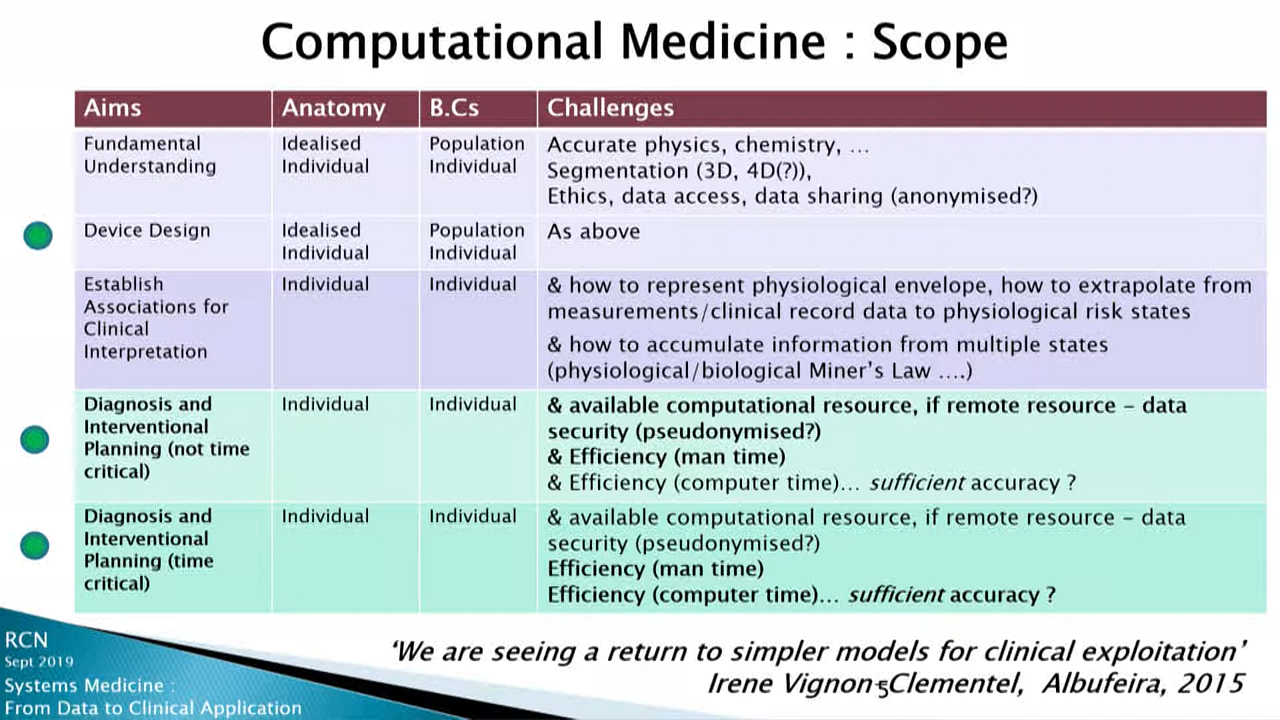 Computational Medicine : Scope
Aims
Anatomy
B.Cs
Challenges
Fundamental
Understanding
Idealised
Individual
Population
Individual
Accurate physics, chemistry, ...
Segmentation (3D, 4D(?)),
Ethics, data access, data sharing (anonymised?)
Device Design
Idealised
Individual
Population
Individual
As above
Establish
Associations for
Clinical
Interpretation
Individual
Individual
& how to represent physiological envelope, how to extrapolate from
measurements/clinical record data to physiological risk states
& how to accumulate information from multiple states
(physiological/biological Miner's Law ....)
Diagnosis and
Interventional
Planning (not time
critical)
Individual
Individual
& available computational resource, if remote resource – data
security (pseudonymised?)
& Efficiency (man time)
& Efficiency (computer time)... sufficient accuracy ?
Diagnosis and
Interventional
Planning (time
critical)
Individual
Individual
& available computational resource, if remote resource – data
security (pseudonymised?)
Efficiency (man time)
Efficiency (computer time)... sufficient accuracy ?
'We are seeing a return to simpler models for clinical exploitation'
Irene Vignon-Clementel, Albufeira, 2015
5
RCN
Sept 2019
Systems Medicine :
From Data to Clinical Application